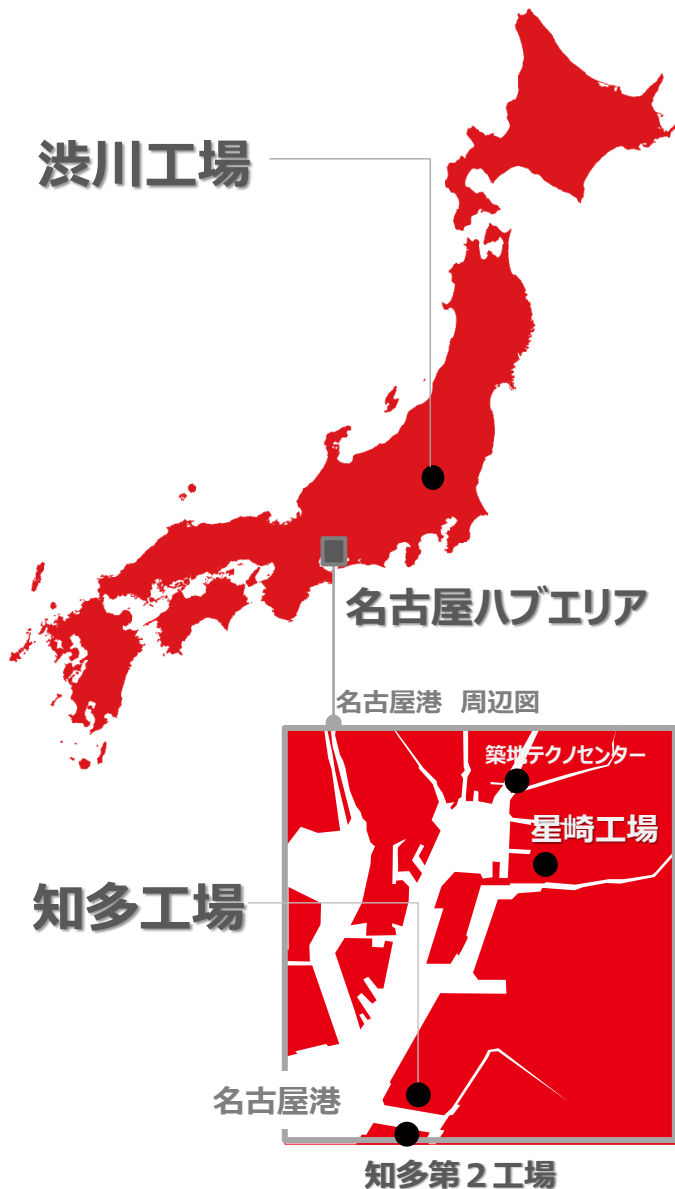 渋川工場
名古屋ハブエリア
名古屋港 周辺図
築地テクノセンター
星崎工場
知多工場
名古屋港
知多第２工場